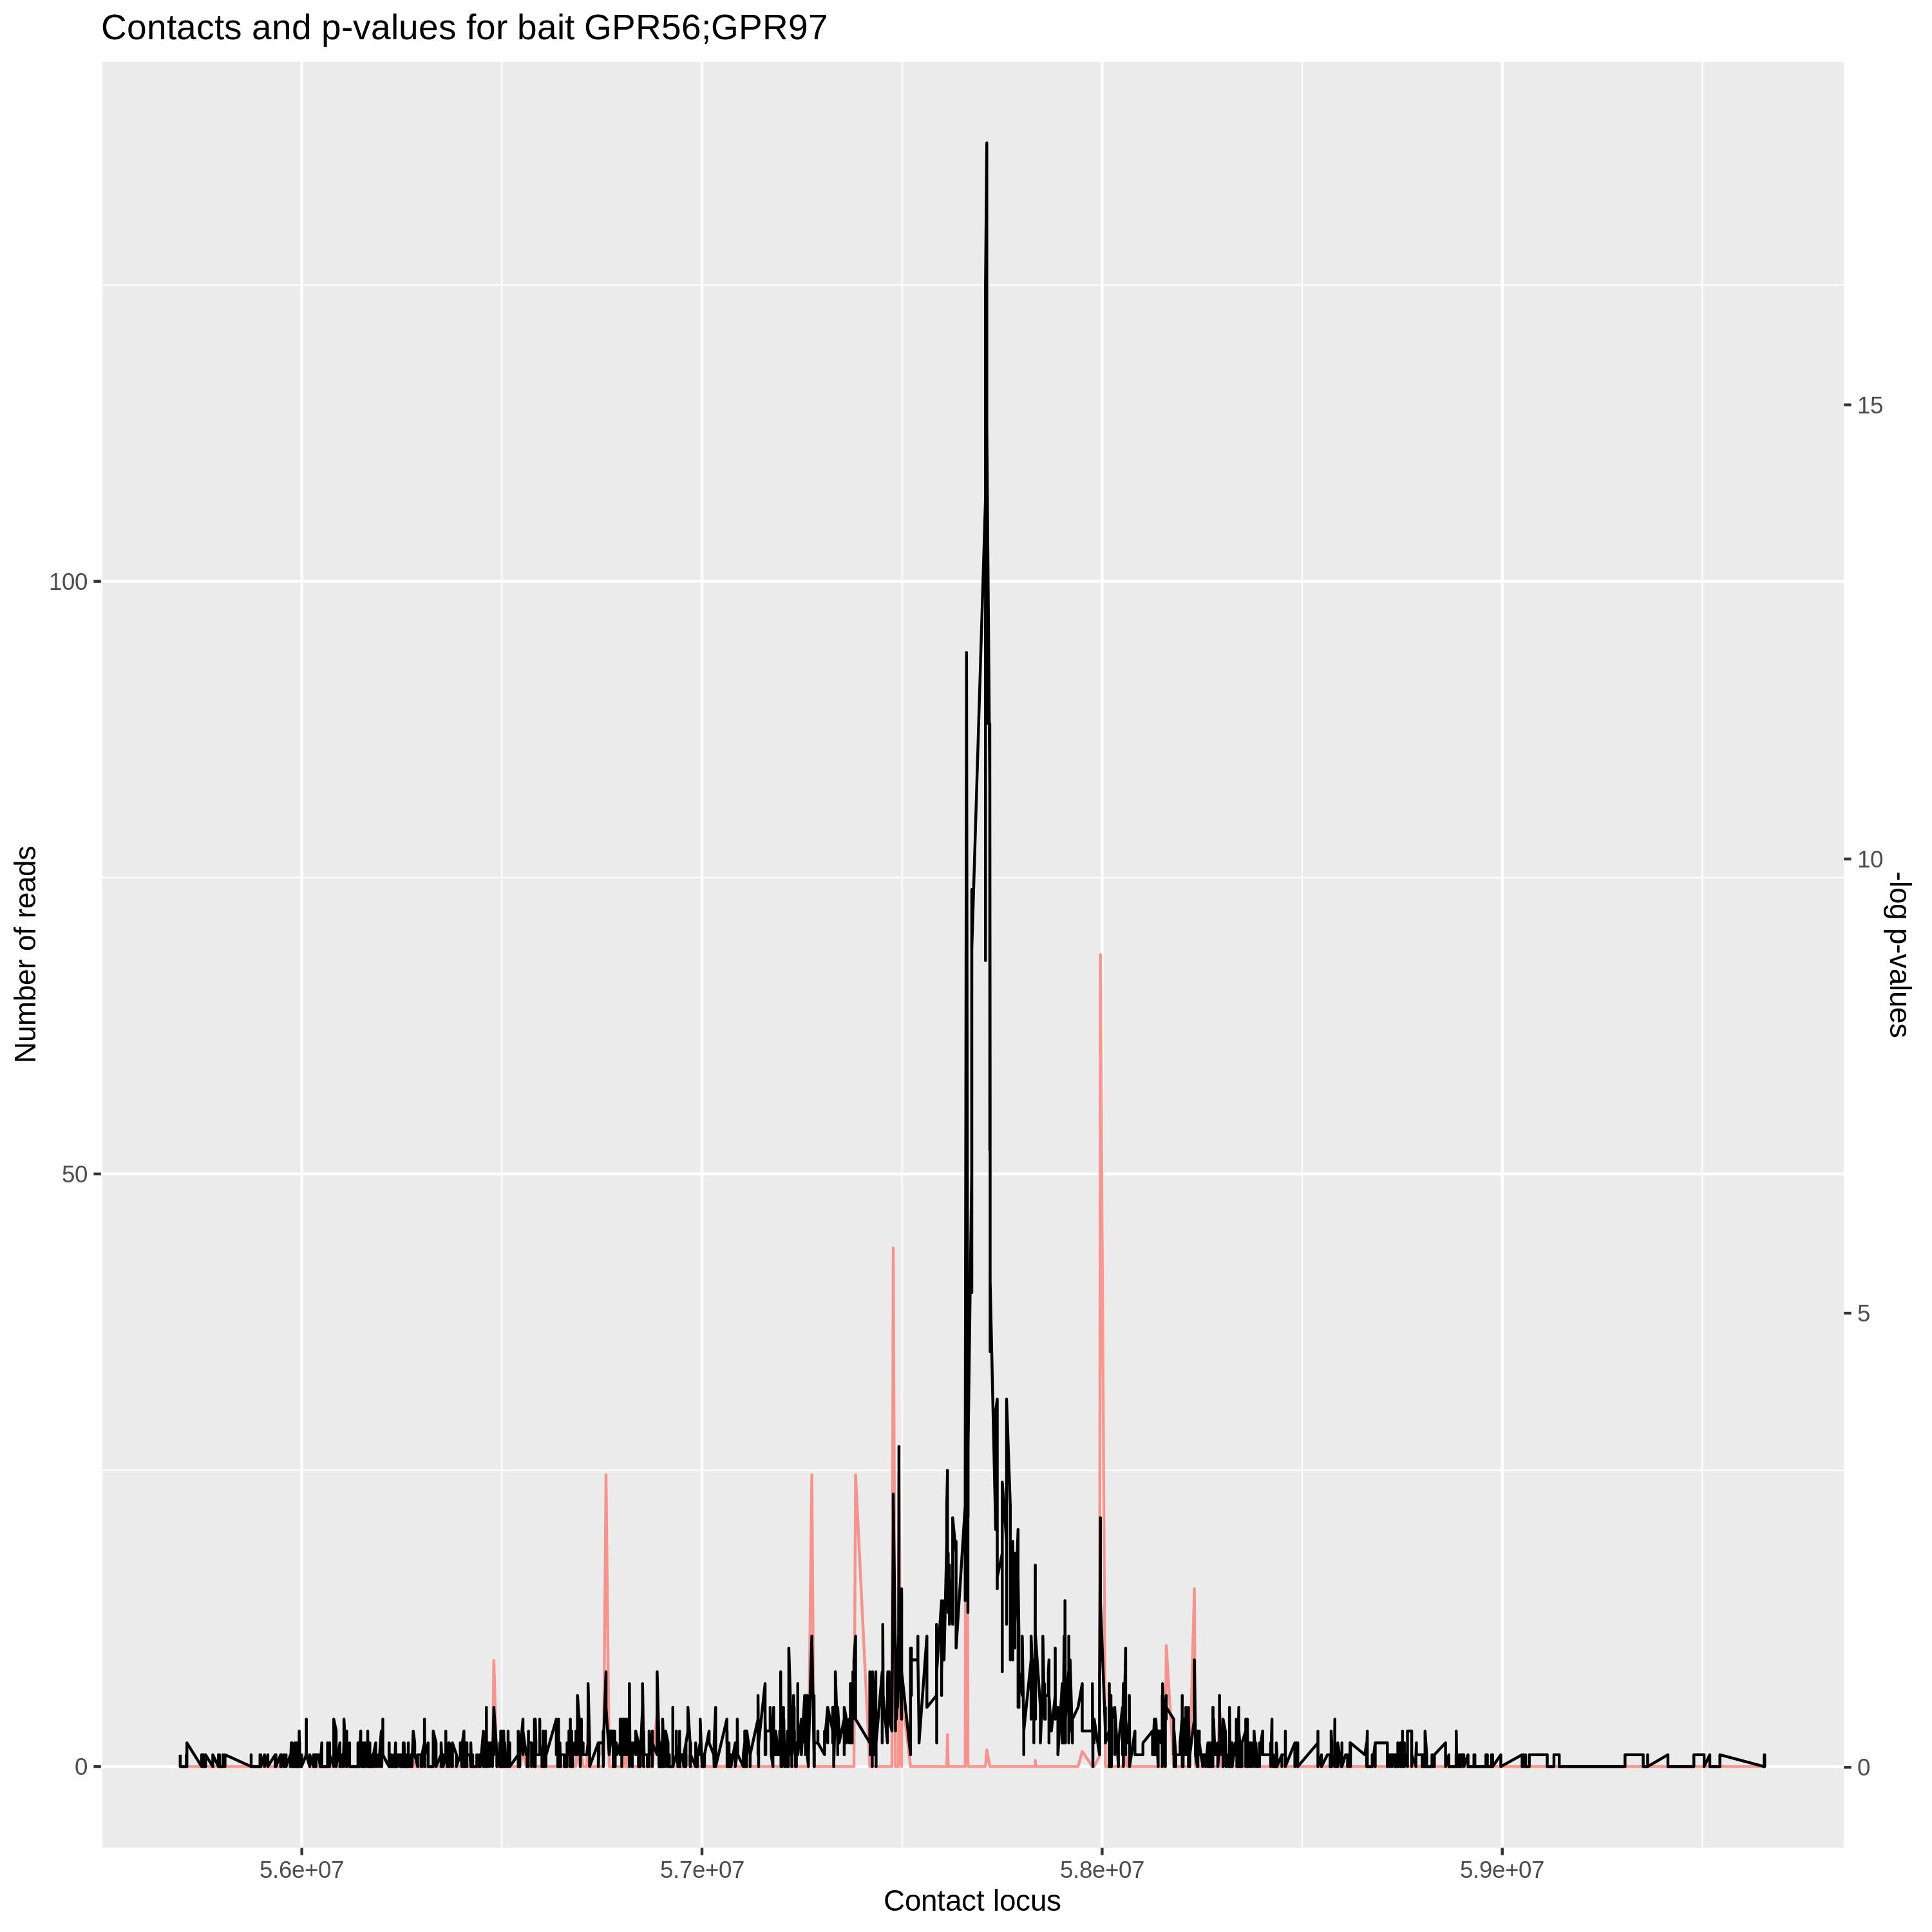 Contacts and p-values for bait GPR56;GPR97
Number of reads
100
50
0
15
10
5
0
-log p-values
5.6e+07
5.7e+07
5.8e+07
5.9e+07
Contact locus